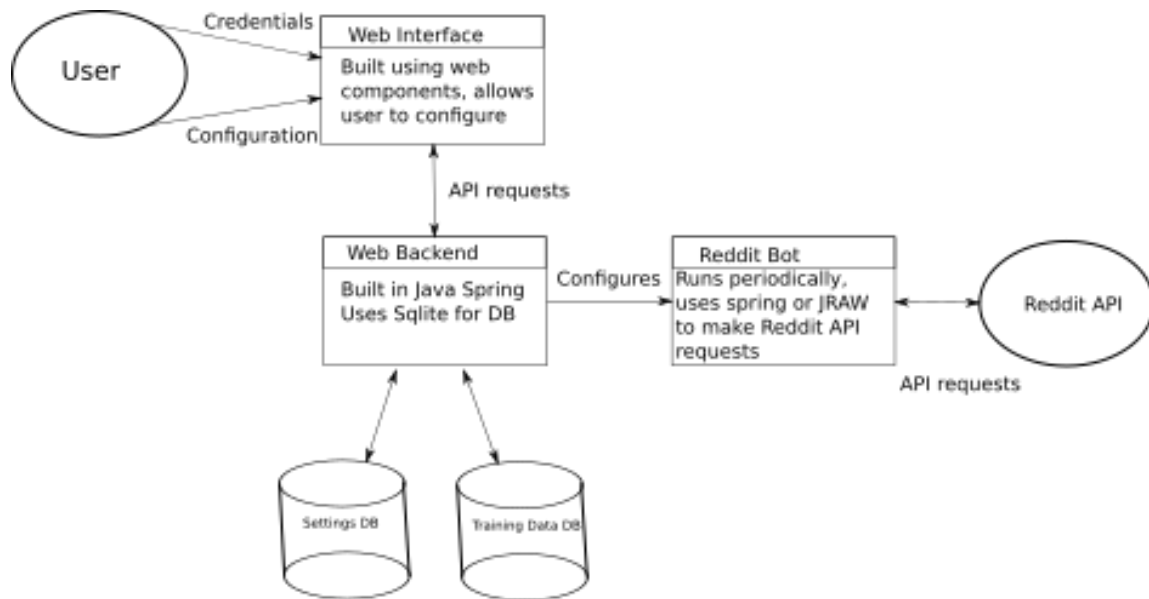 Credentials
User
Configuration
Web Interface
Built using web
components, allows
user to configure
API requests
Web Backend
Built in Java Spring
Uses Sqlite for DB
Configures
Reddit Bot
Runs periodically,
uses spring or JRAW
to make Reddit API
requests
Reddit API
API requests
Settings DB
Training Data DB